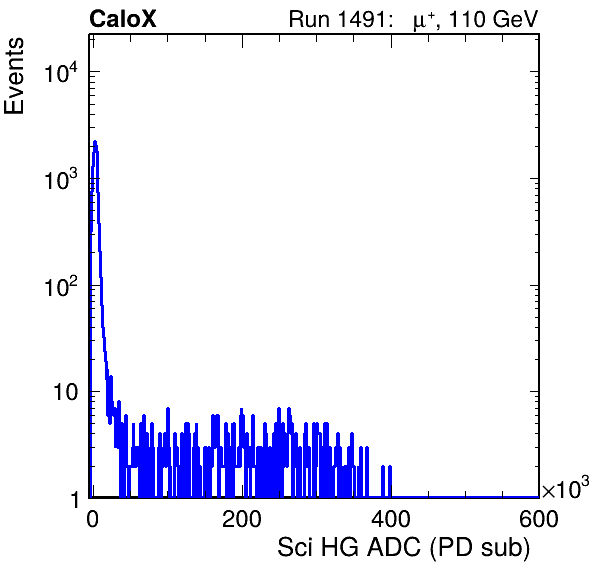 CaloX Run 1491: μ⁺, 110 GeV
Events
10⁴
10³
10²
10
1
0 200 400 600
×10³
Sci HG ADC (PD sub)